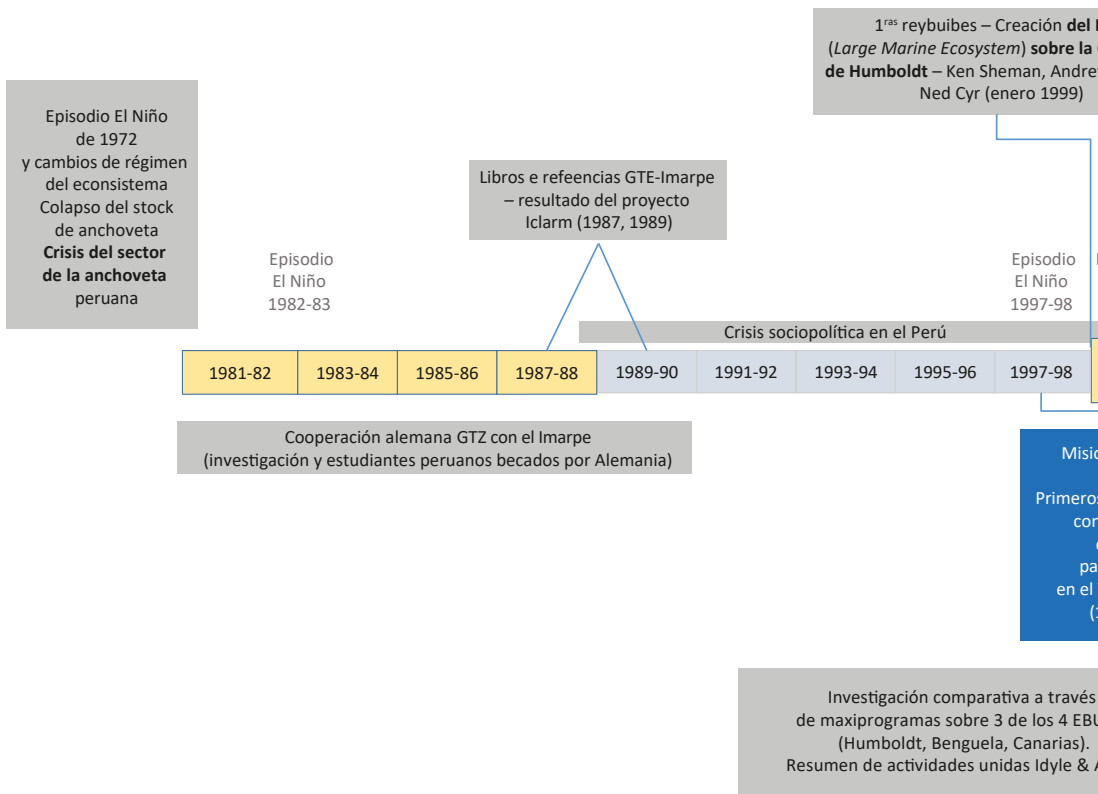 1ras reybuibes – Creación del
(Large Marine Ecosystem) sobre la
de Humboldt – Ken Sheman,
Ned Cyr (enero 1999)
Episodio El Niño
de 1972
y cambios de régimen
del econsistema
Colapso del stock
de anchoveta
Crisis del sector
de la anchoveta
peruana
Libros e refeencias GTE-Imarpe
– resultado del proyecto
Iclarm (1987, 1989)
Episodio
El Niño
1982-83
Episodio
El Niño
1997-98
Crisis sociopolítica en el Perú
1981-82 1983-84 1985-86 1987-88 1989-90 1991-92 1993-94 1995-96 1997-98
Cooperación alemana GTZ con el Imarpe
(investigación y estudiantes peruanos becados por Alemania)
en el
Investigación comparativa a través
de maxiprogramas sobre 3 de los 4
(Humboldt, Benguela, Canarias).
Resumen de actividades unidas Idyle &